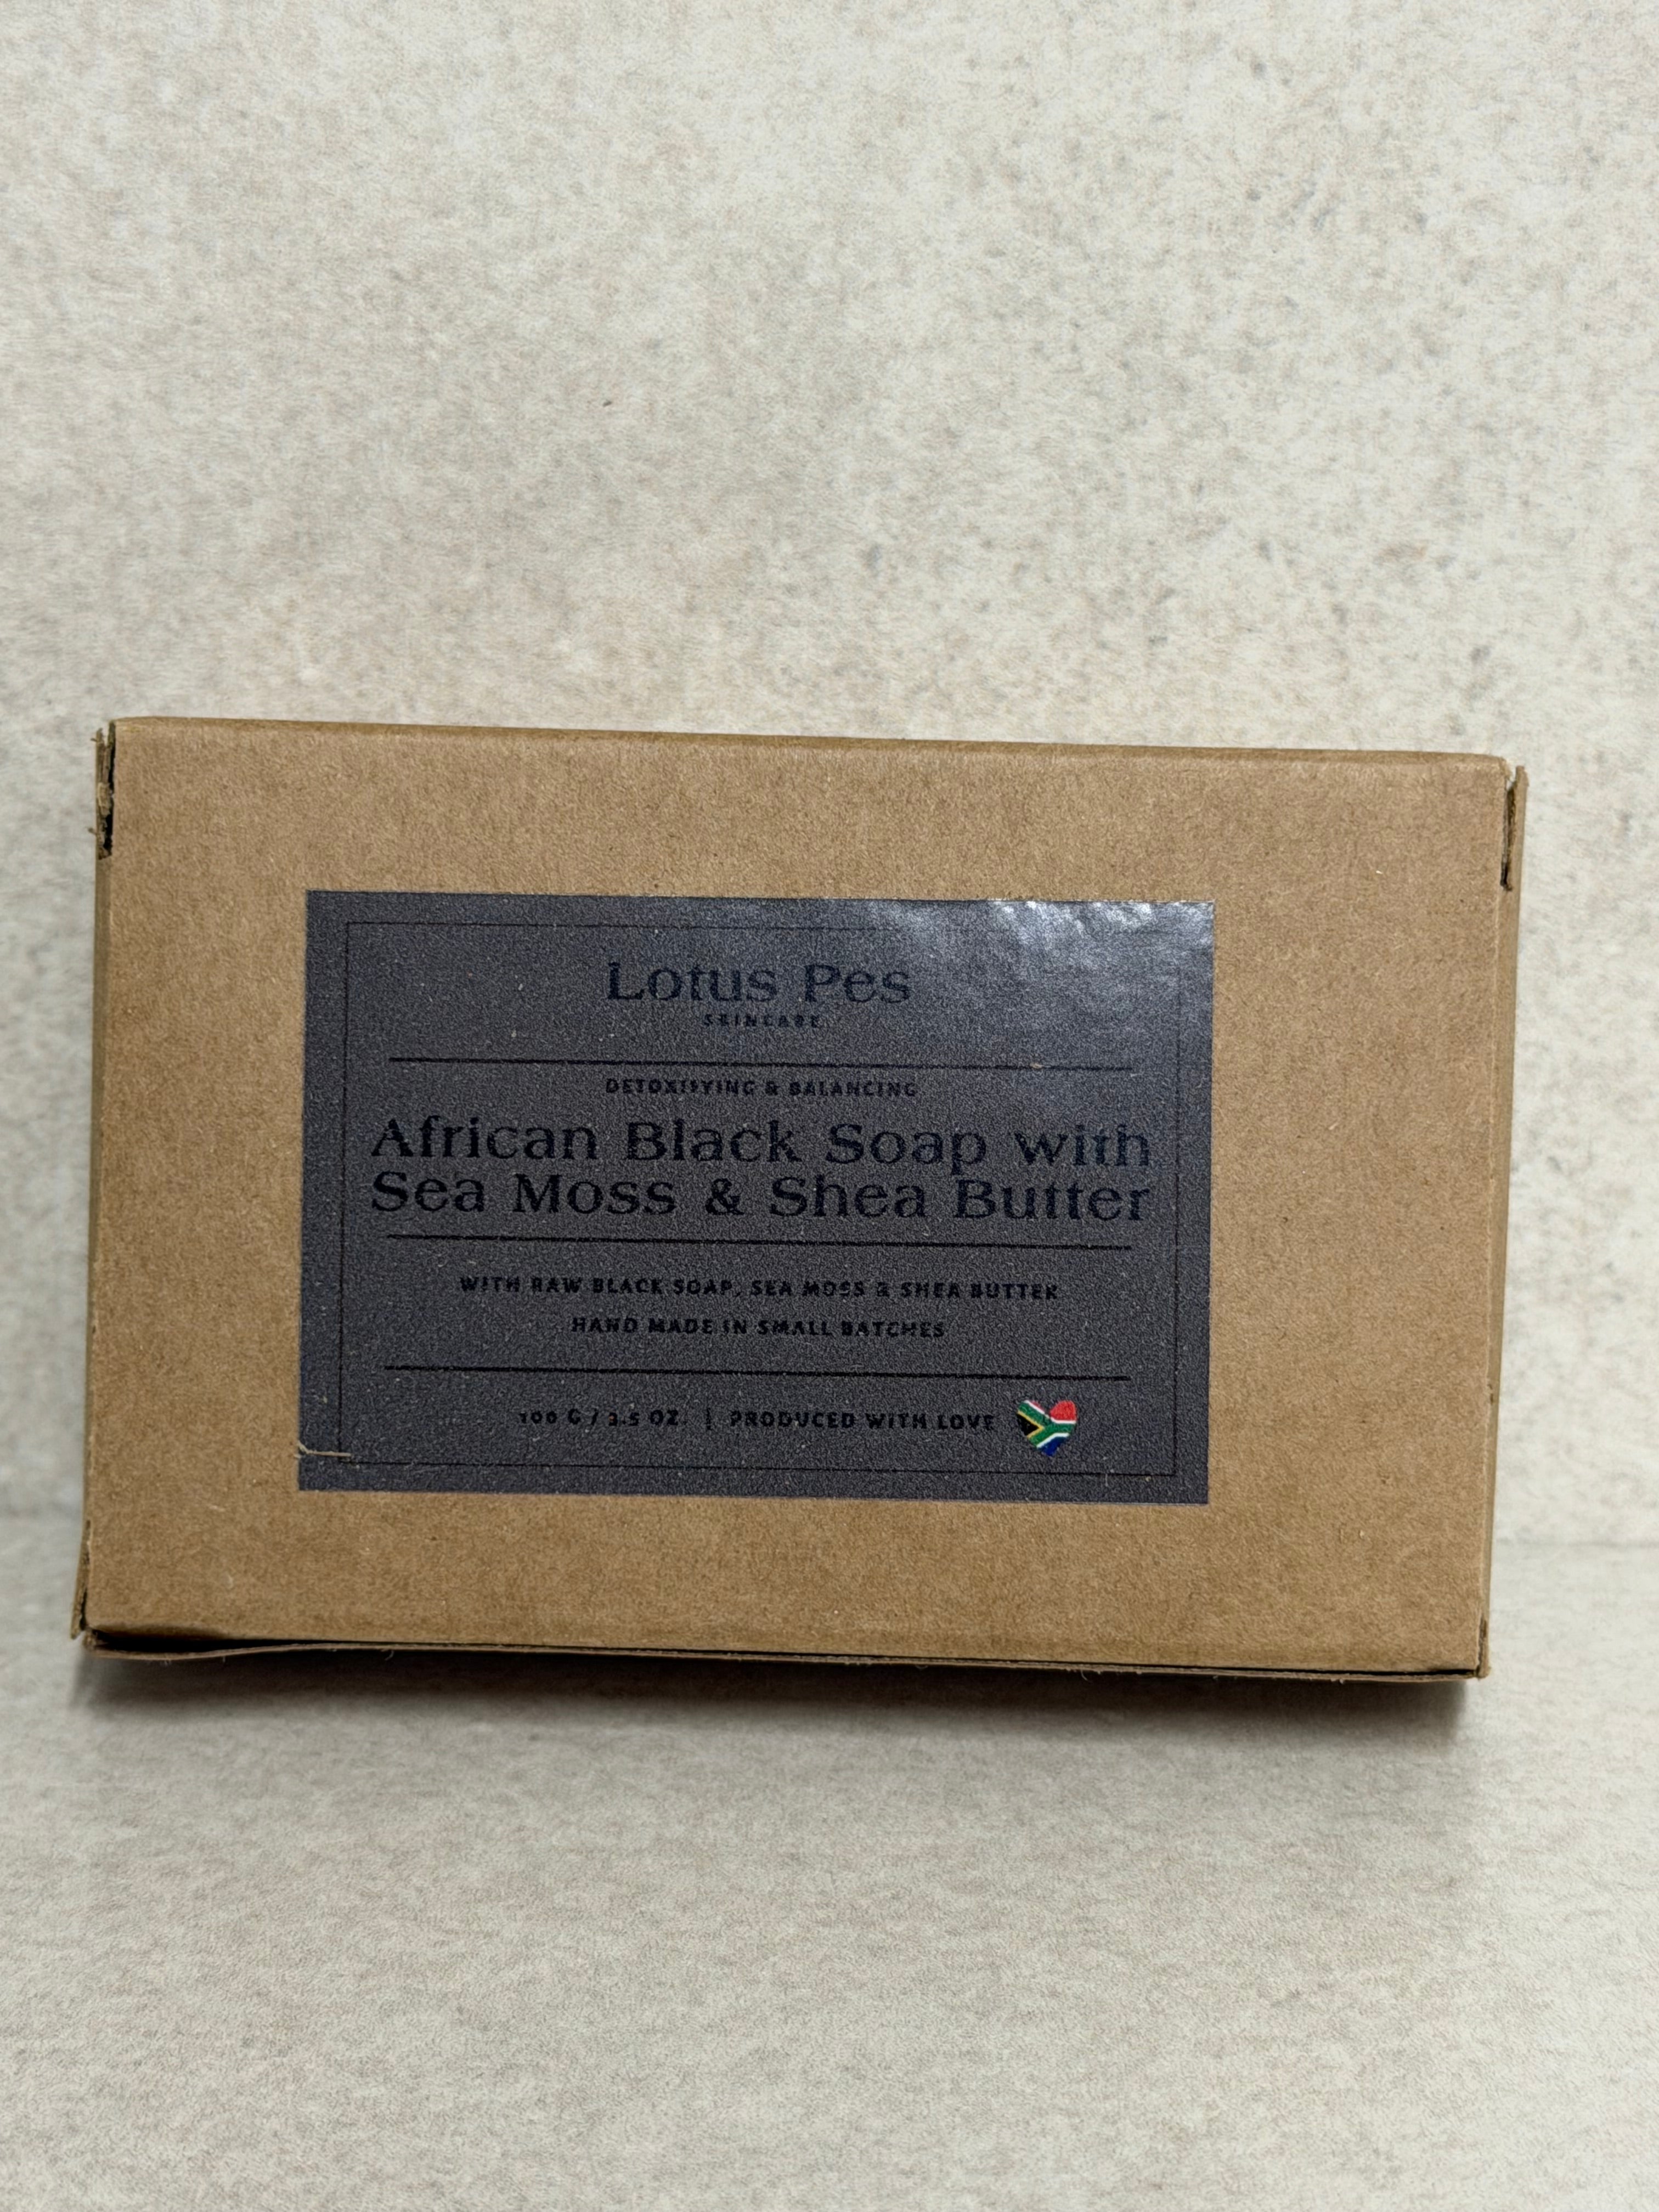 Lotus Pes
SKINCARE
DETOXIFYING & BALANCING
African Black Soap with
Sea Moss & Shea Butter
WITH RAW BLACK SOAP, SEA MOSS & SHEA BUTTER
HAND MADE IN SMALL BATCHES
100 G / 3.5 OZ. | PRODUCED WITH LOVE